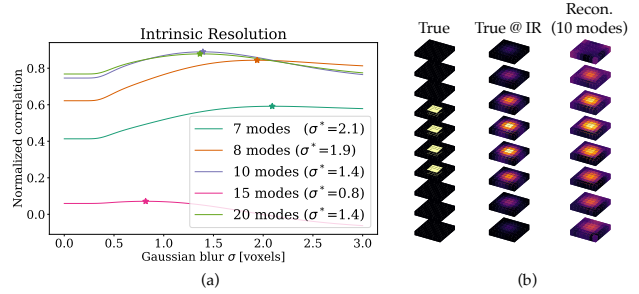 Intrinsic Resolution
Normalized correlation
0.8
0.6
0.4
0.2
0.0
7 modes (σ*=2.1)
8 modes (σ*=1.9)
10 modes (σ*=1.4)
15 modes (σ*=0.8)
20 modes (σ*=1.4)
0.0 0.5 1.0 1.5 2.0 2.5 3.0
Gaussian blur σ [voxels]
(a)
True
True @ IR
Recon.
(10 modes)
(b)